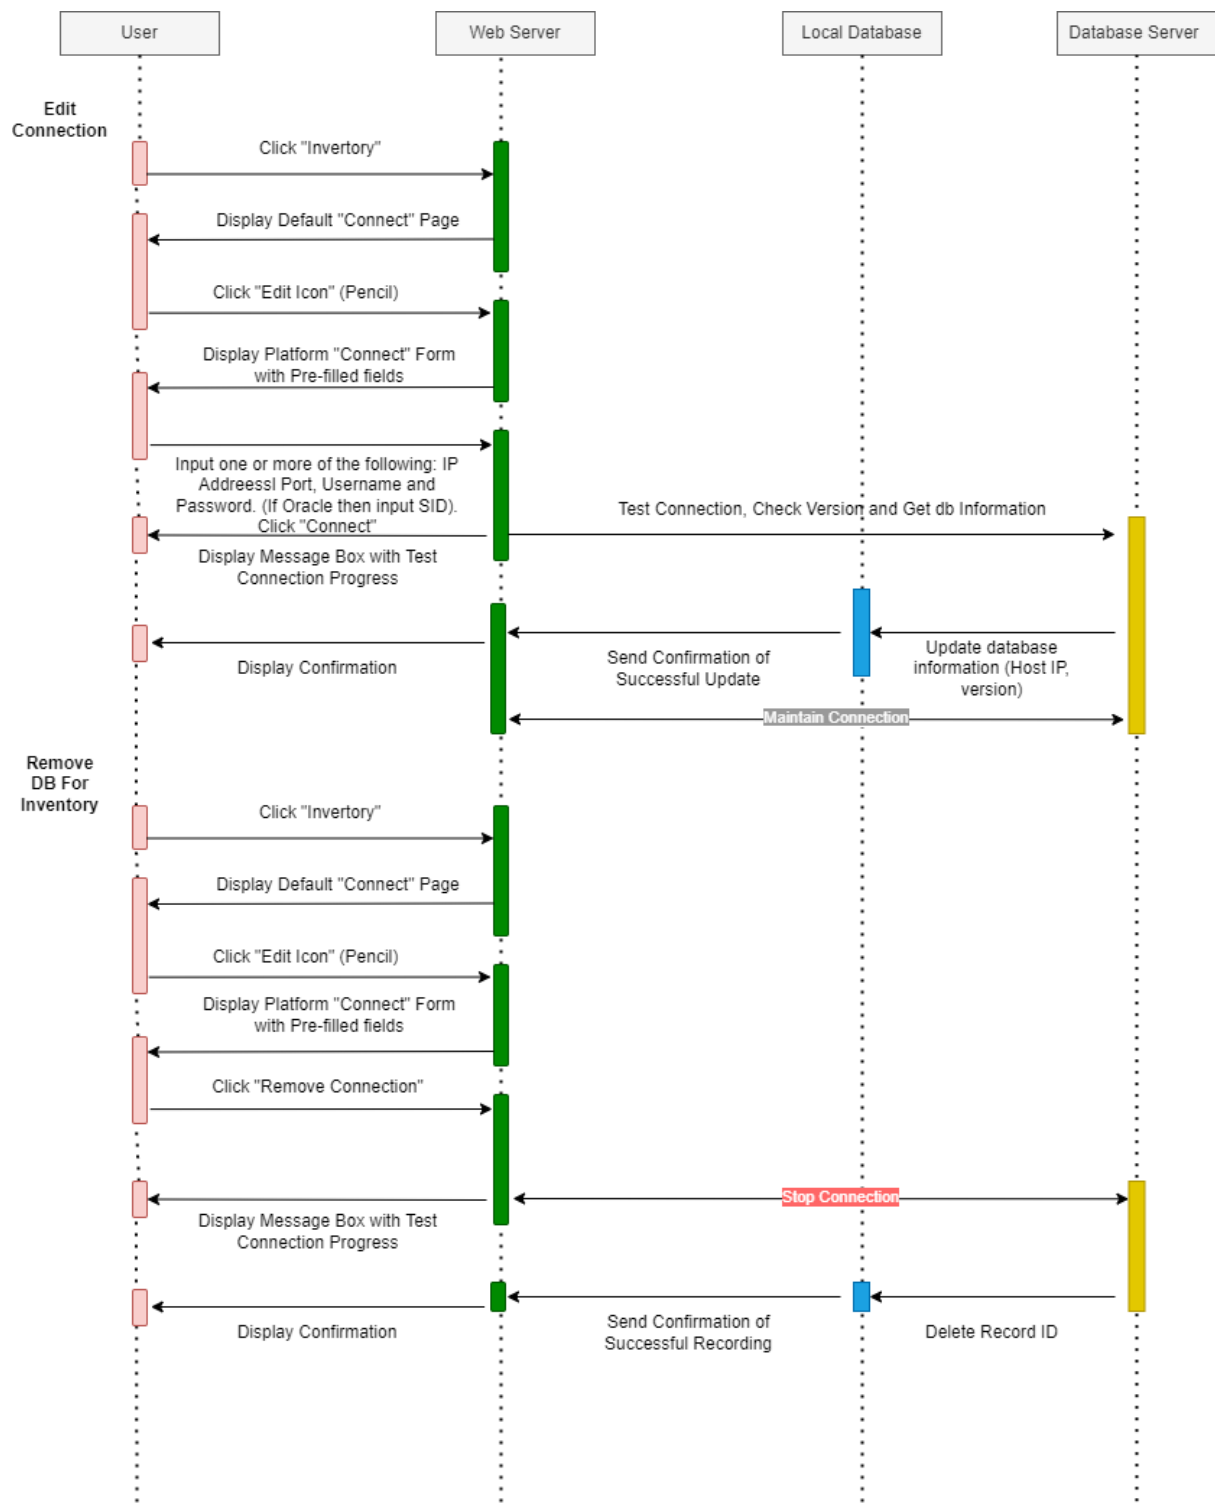 User
Web Server
Local Database
Database Server
Edit
Connection
Click "Invertory"
Display Default "Connect" Page
Click "Edit Icon" (Pencil)
Display Platform "Connect" Form
with Pre-filled fields
Input one or more of the following: IP
Addreessl Port, Username and
Password. (If Oracle then input SID).
Click "Connect"
Test Connection, Check Version and Get db Information
Display Message Box with Test
Connection Progress
Update database
information (Host IP,
version)
Send Confirmation of
Successful Update
Display Confirmation
Maintain Connection
Remove
DB For
Inventory
Click "Invertory"
Display Default "Connect" Page
Click "Edit Icon" (Pencil)
Display Platform "Connect" Form
with Pre-filled fields
Click "Remove Connection"
Stop Connection
Display Message Box with Test
Connection Progress
Delete Record ID
Send Confirmation of
Successful Recording
Display Confirmation